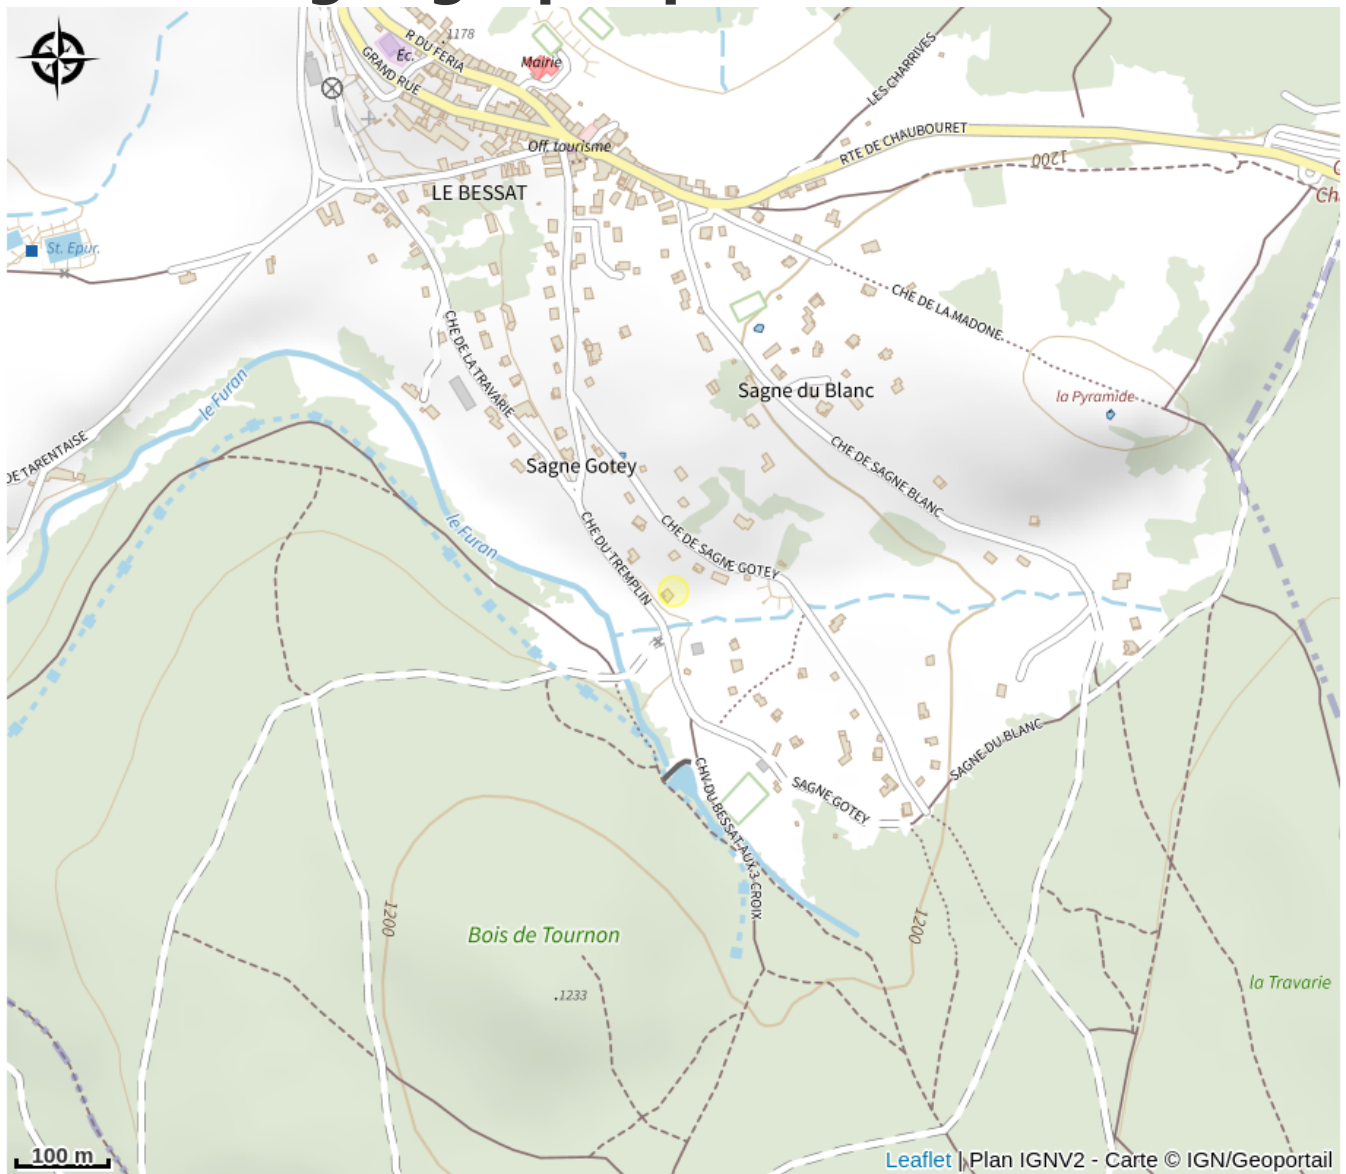 1178
R DU FERIA
Éc.
GRAND RUE
Mairie
LES CHARRIVES
Off. tourisme
RTE DE CHAUBOURET
1200
LE BESSAT
Ch
St. Epur.
CHE DE LA MADONE
CHE DE LA TRAVARIE
le Furan
Sagne du Blanc
la Pyramide
DE TARENTAISE
Sagne Gotey
CHE DE SAGNE BLANC
le Furan
CHE DU TREMPLIN
CHE DE SAGNE GOTEY
SAGNE DU BLANC
CHV DU BESSAT AUX 3 CROIX
SAGNE GOTEY
1200
1200
Bois de Tournon
1233
la Travarie
100 m
Leaflet | Plan IGNV2 - Carte © IGN/Geoportail